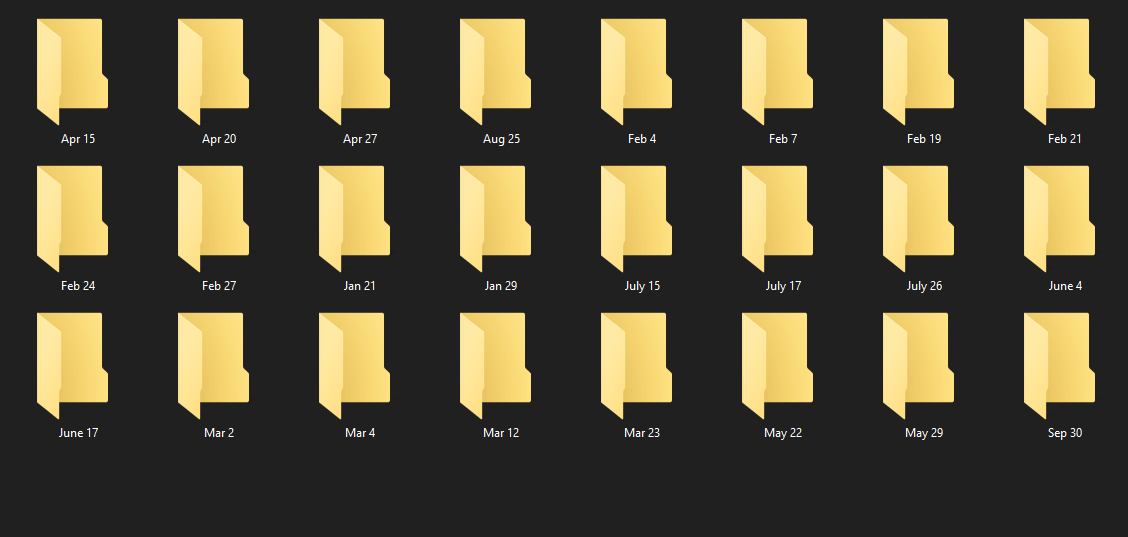 Apr 15
Apr 20
Apr 27
Aug 25
Feb 4
Feb 7
Feb 19
Feb 21
Feb 24
Feb 27
Jan 21
Jan 29
July 15
July 17
July 26
June 4
June 17
Mar 2
Mar 4
Mar 12
Mar 23
May 22
May 29
Sep 30